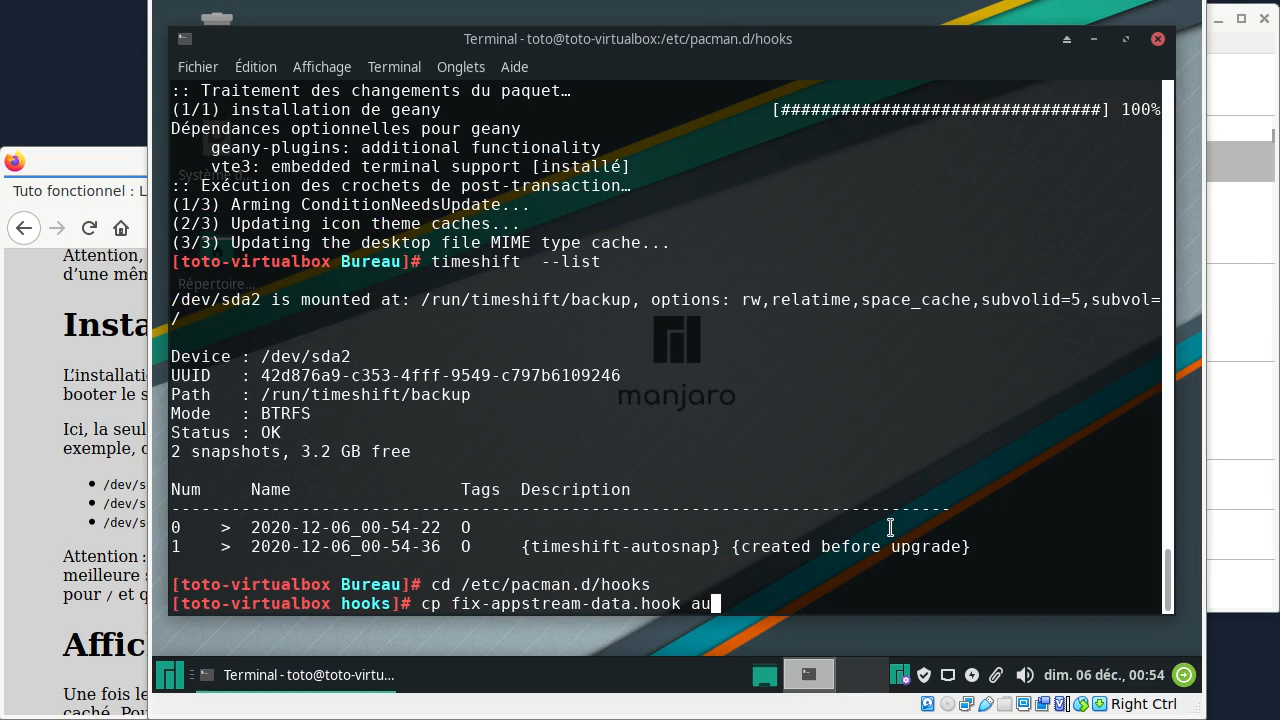 Terminal - toto@toto-virtualbox:/etc/pacman.d/hooks
Fichier Édition Affichage Terminal Onglets Aide
:: Traitement des changements du paquet…
(1/1) installation de geany [################################] 100%
Dépendances optionnelles pour geany
geany-plugins: additional functionality
vte3: embedded terminal support [installé]
:: Exécution des crochets de post-transaction…
(1/3) Arming ConditionNeedsUpdate...
(2/3) Updating icon theme caches...
(3/3) Updating the desktop file MIME type cache...
[toto-virtualbox Bureau]# timeshift  --list
/dev/sda2 is mounted at: /run/timeshift/backup, options: rw,relatime,space_cache,subvolid=5,subvol=
/
Device : /dev/sda2
UUID   : 42d876a9-c353-4fff-9549-c797b6109246
Path   : /run/timeshift/backup
Mode   : BTRFS
Status : OK
2 snapshots, 3.2 GB free
Num     Name                 Tags  Description
------------------------------------------------------------------------------
0    >  2020-12-06_00-54-22  O
1    >  2020-12-06_00-54-36  O     {timeshift-autosnap} {created before upgrade}
[toto-virtualbox Bureau]# cd /etc/pacman.d/hooks
[toto-virtualbox hooks]# cp fix-appstream-data.hook au
manjaro
Répertoire...
Terminal - toto@toto-virtu...
dim. 06 déc., 00:54
Right Ctrl
Tuto fonctionnel : L
Attention,
d’une mêm
Insta
L’installati
booter le s
Ici, la seul
exemple, c
/dev/s
/dev/s
/dev/s
Attention :
meilleure s
pour / et q
Affic
Une fois le
caché. Pou